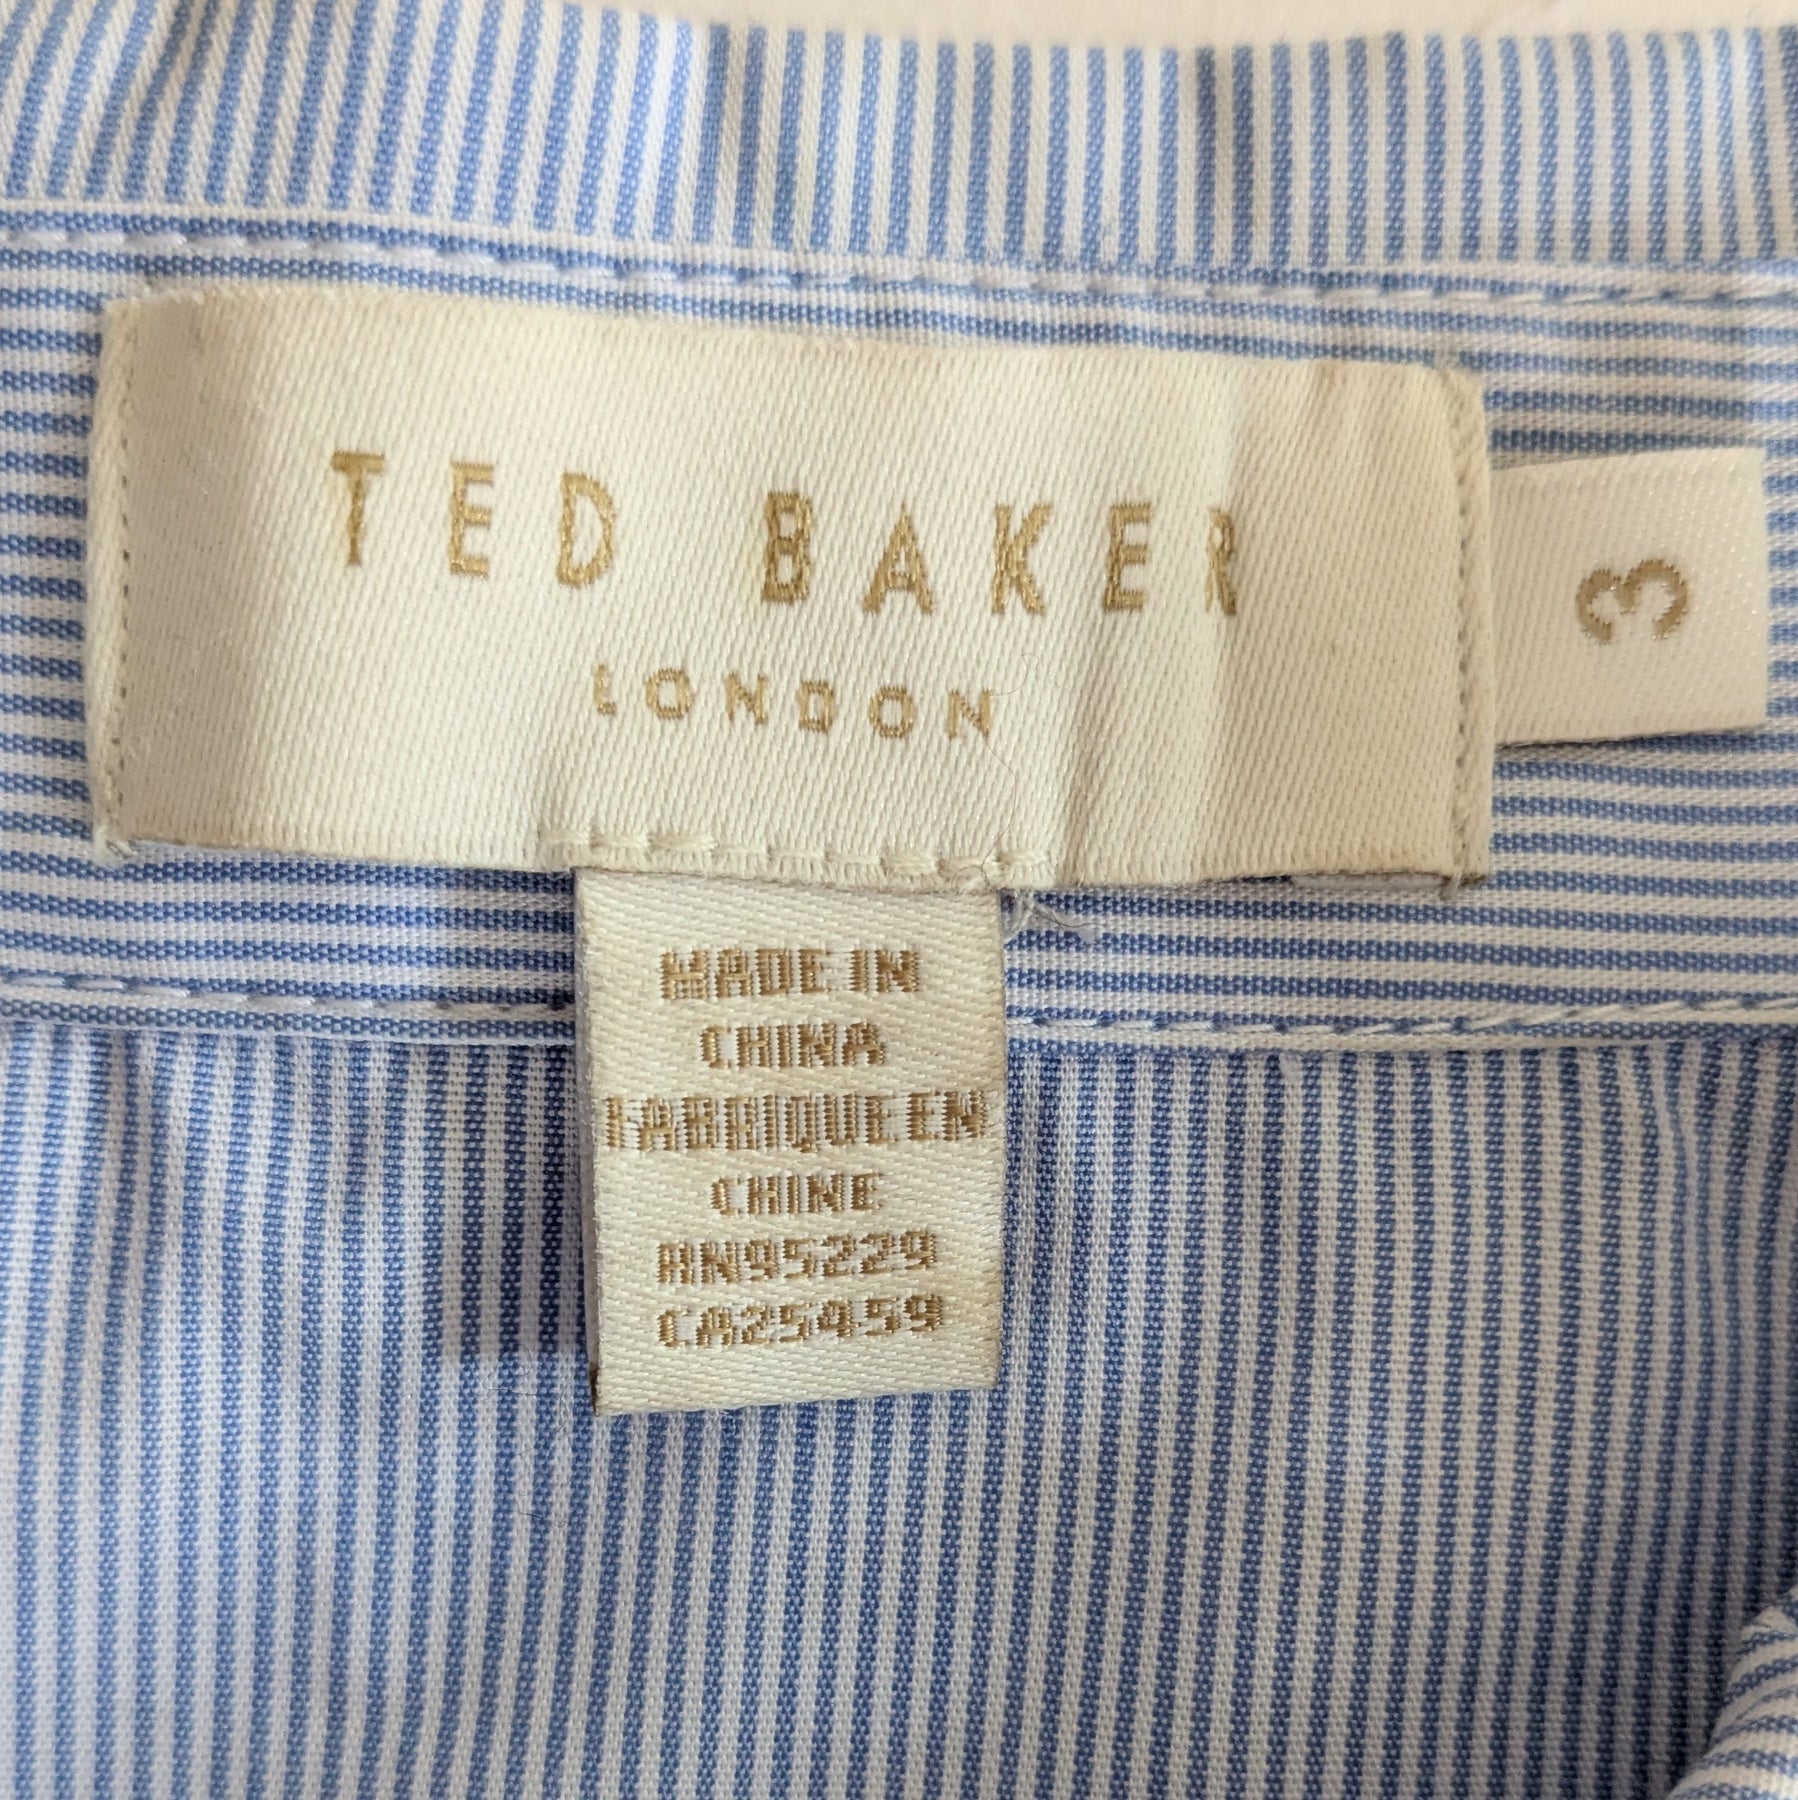 TED BAKER
LONDON
3
MADE IN
CHINA
FABRIQUE EN
CHINE
RN95229
CA25459